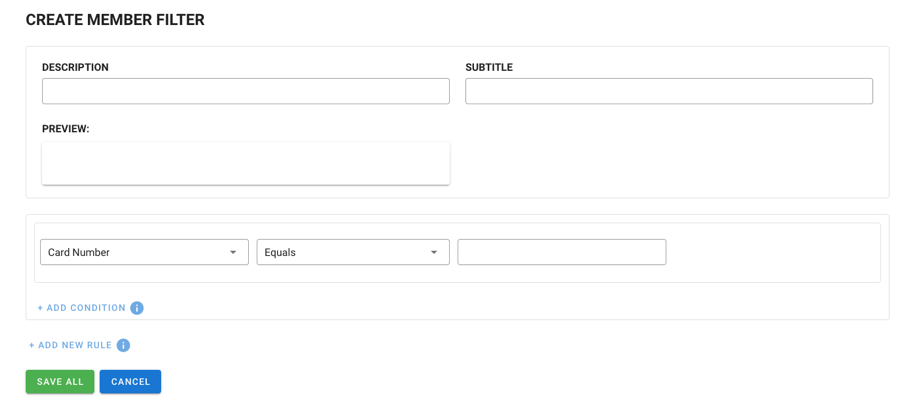 CREATE MEMBER FILTER
DESCRIPTION
SUBTITLE
PREVIEW:
Card Number
Equals
+ ADD CONDITION
+ ADD NEW RULE
SAVE ALL
CANCEL